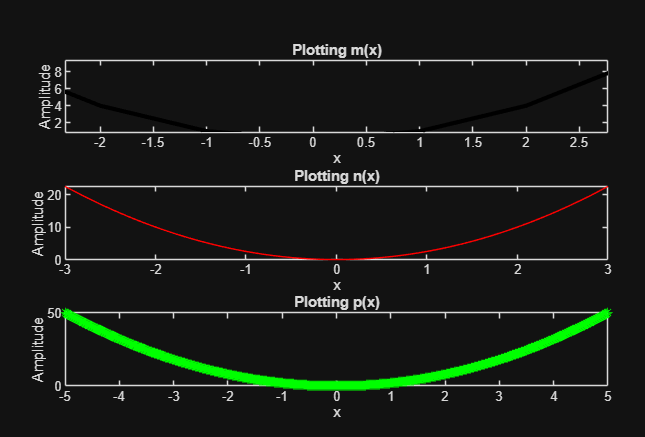 Plotting m(x)
Amplitude
8
6
4
2
-2 -1.5 -1 -0.5 0 0.5 1 1.5 2 2.5
x
Plotting n(x)
Amplitude
20
10
0
-3 -2 -1 0 1 2 3
x
Plotting p(x)
Amplitude
50
0
-5 -4 -3 -2 -1 0 1 2 3 4 5
x